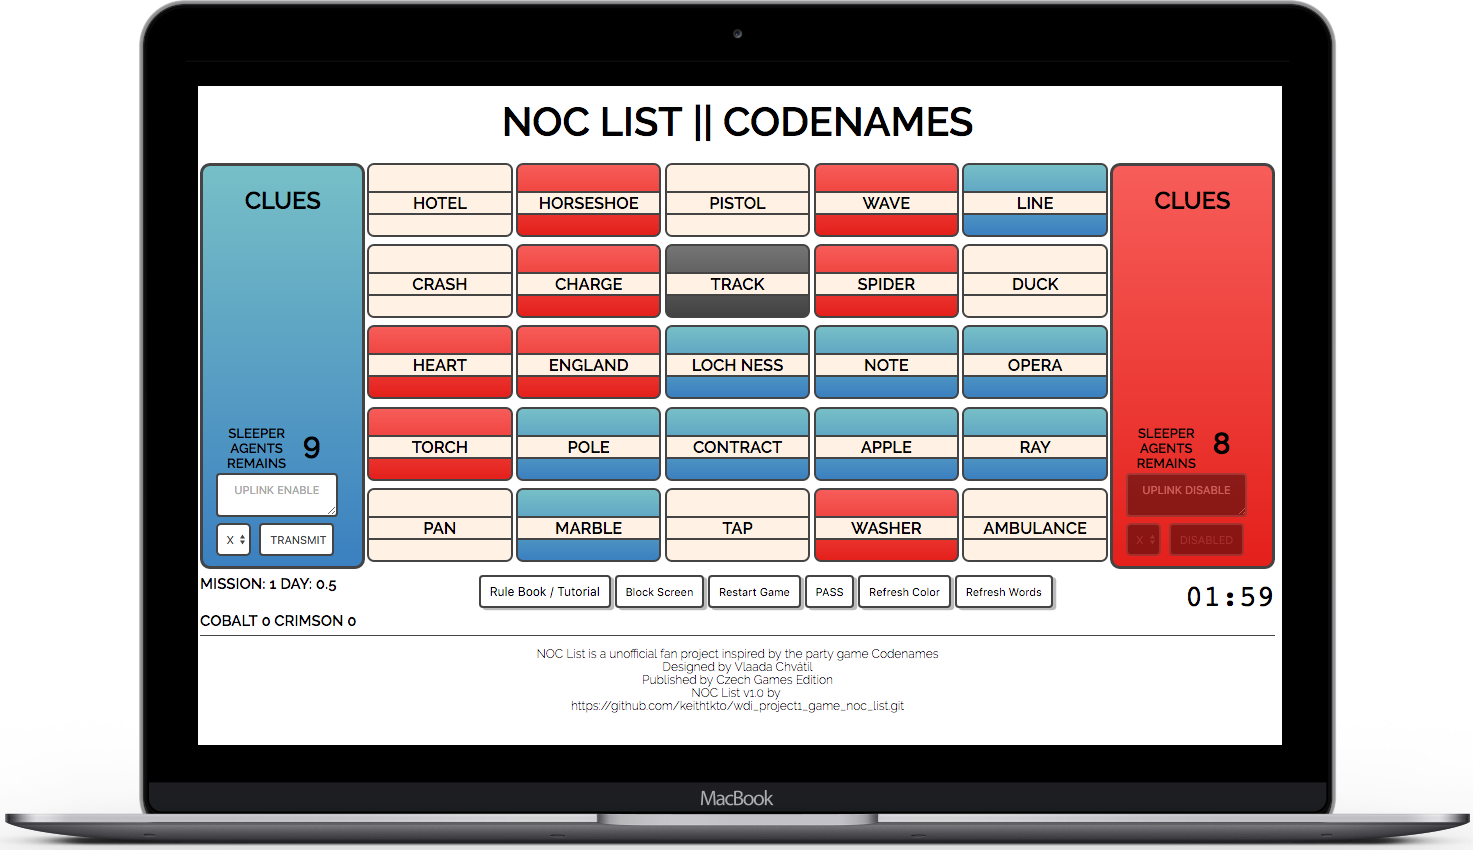 NOC LIST || CODENAMES
CLUES
HOTEL
HORSESHOE
PISTOL
WAVE
LINE
CLUES
CRASH
CHARGE
TRACK
SPIDER
DUCK
HEART
ENGLAND
LOCH NESS
NOTE
OPERA
TORCH
POLE
CONTRACT
APPLE
RAY
PAN
MARBLE
TAP
WASHER
AMBULANCE
SLEEPER
AGENTS
REMAINS
9
UPLINK ENABLE
X
TRANSMIT
SLEEPER
AGENTS
REMAINS
8
UPLINK DISABLE
X
DISABLED
MISSION: 1 DAY: 0.5
COBALT 0 CRIMSON 0
Rule Book / Tutorial
Block Screen
Restart Game
PASS
Refresh Color
Refresh Words
01:59
NOC List is a unofficial fan project inspired by the party game Codenames
Designed by Vlaada Chvátil
Published by Czech Games Edition
NOC List v1.0 by
https://github.com/keithtkto/wdi_project1_game_noc_list.git
MacBook